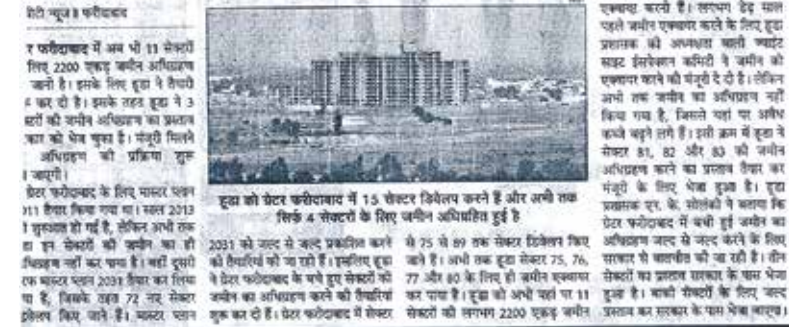 सिटी न्यूज॥ फरीदाबाद
र फरीदाबाद में अब भी 11 सेक्टरों
लिए 2200 एकड़ जमीन अधिग्रहण
जानी है। इसके लिए हूडा ने तैयारी
कर दी है। इसके तहत हूडा ने 3
क्टरों की जमीन अधिग्रहण का प्रस्ताव
कार को भेज चुका है। मंजूरी मिलने
अधिग्रहण की प्रक्रिया शुरू
जाएगी।
ग्रेटर फरीदाबाद के लिए मास्टर प्लान
11 तैयार किया गया था। साल 2013
शुरुआत हो गई है, लेकिन अभी तक
डा इन सेक्टरों की जमीन का ही
धिग्रहण नहीं कर पाया है। वहीं दूसरी
रफ मास्टर प्लान 2031 तैयार कर लिया
या है, जिसके तहत 72 नए सेक्टर
डिवेलप किए जाने हैं। मास्टर प्लान
हूडा को ग्रेटर फरीदाबाद में 15 सेक्टर डिवेलप करने हैं और अभी तक
सिर्फ 4 सेक्टरों के लिए जमीन अधिग्रहित हुई है
2031 को जल्द से जल्द प्रकाशित करने
की तैयारियां की जा रही हैं। इसलिए हूडा
ने ग्रेटर फरीदाबाद के बचे हुए सेक्टरों की
जमीन का अधिग्रहण करने की तैयारियां
शुरू कर दी हैं। ग्रेटर फरीदाबाद में सेक्टर
से 75 से 89 तक सेक्टर डिवेलप किए
जाने हैं। अभी तक हूडा सेक्टर 75, 76,
77 और 80 के लिए ही जमीन एक्वायर
कर पाया है। हूडा को अभी यहां पर 11
सेक्टरों की लगभग 2200 एकड़ जमीन
एक्वायर करनी है। लगभग डेढ़ साल
पहले जमीन एक्वायर करने के लिए हूडा
प्रशासक की अध्यक्षता वाली ज्वाइंट
साइट इंस्पेक्शन कमिटी ने जमीन को
एक्वायर करने की मंजूरी दे दी है। लेकिन
अभी तक जमीन का अधिग्रहण नहीं
किया गया है, जिससे यहां पर अवैध
कब्जे बढ़ने लगे हैं। इसी क्रम में हूडा ने
सेक्टर 81, 82 और 83 की जमीन
अधिग्रहण करने का प्रस्ताव तैयार कर
मंजूरी के लिए भेजा हुआ है। हूडा
प्रशासक एन. के. सोलंकी ने बताया कि
ग्रेटर फरीदाबाद में बची हुई जमीन का
अधिग्रहण जल्द से जल्द करने के लिए
सरकार से बातचीत की जा रही है। तीन
सेक्टरों का प्रस्ताव सरकार के पास भेजा
हुआ है। बाकी सेक्टरों के लिए जल्द
प्रस्ताव कर सरकार के पास भेजा जाएगा।